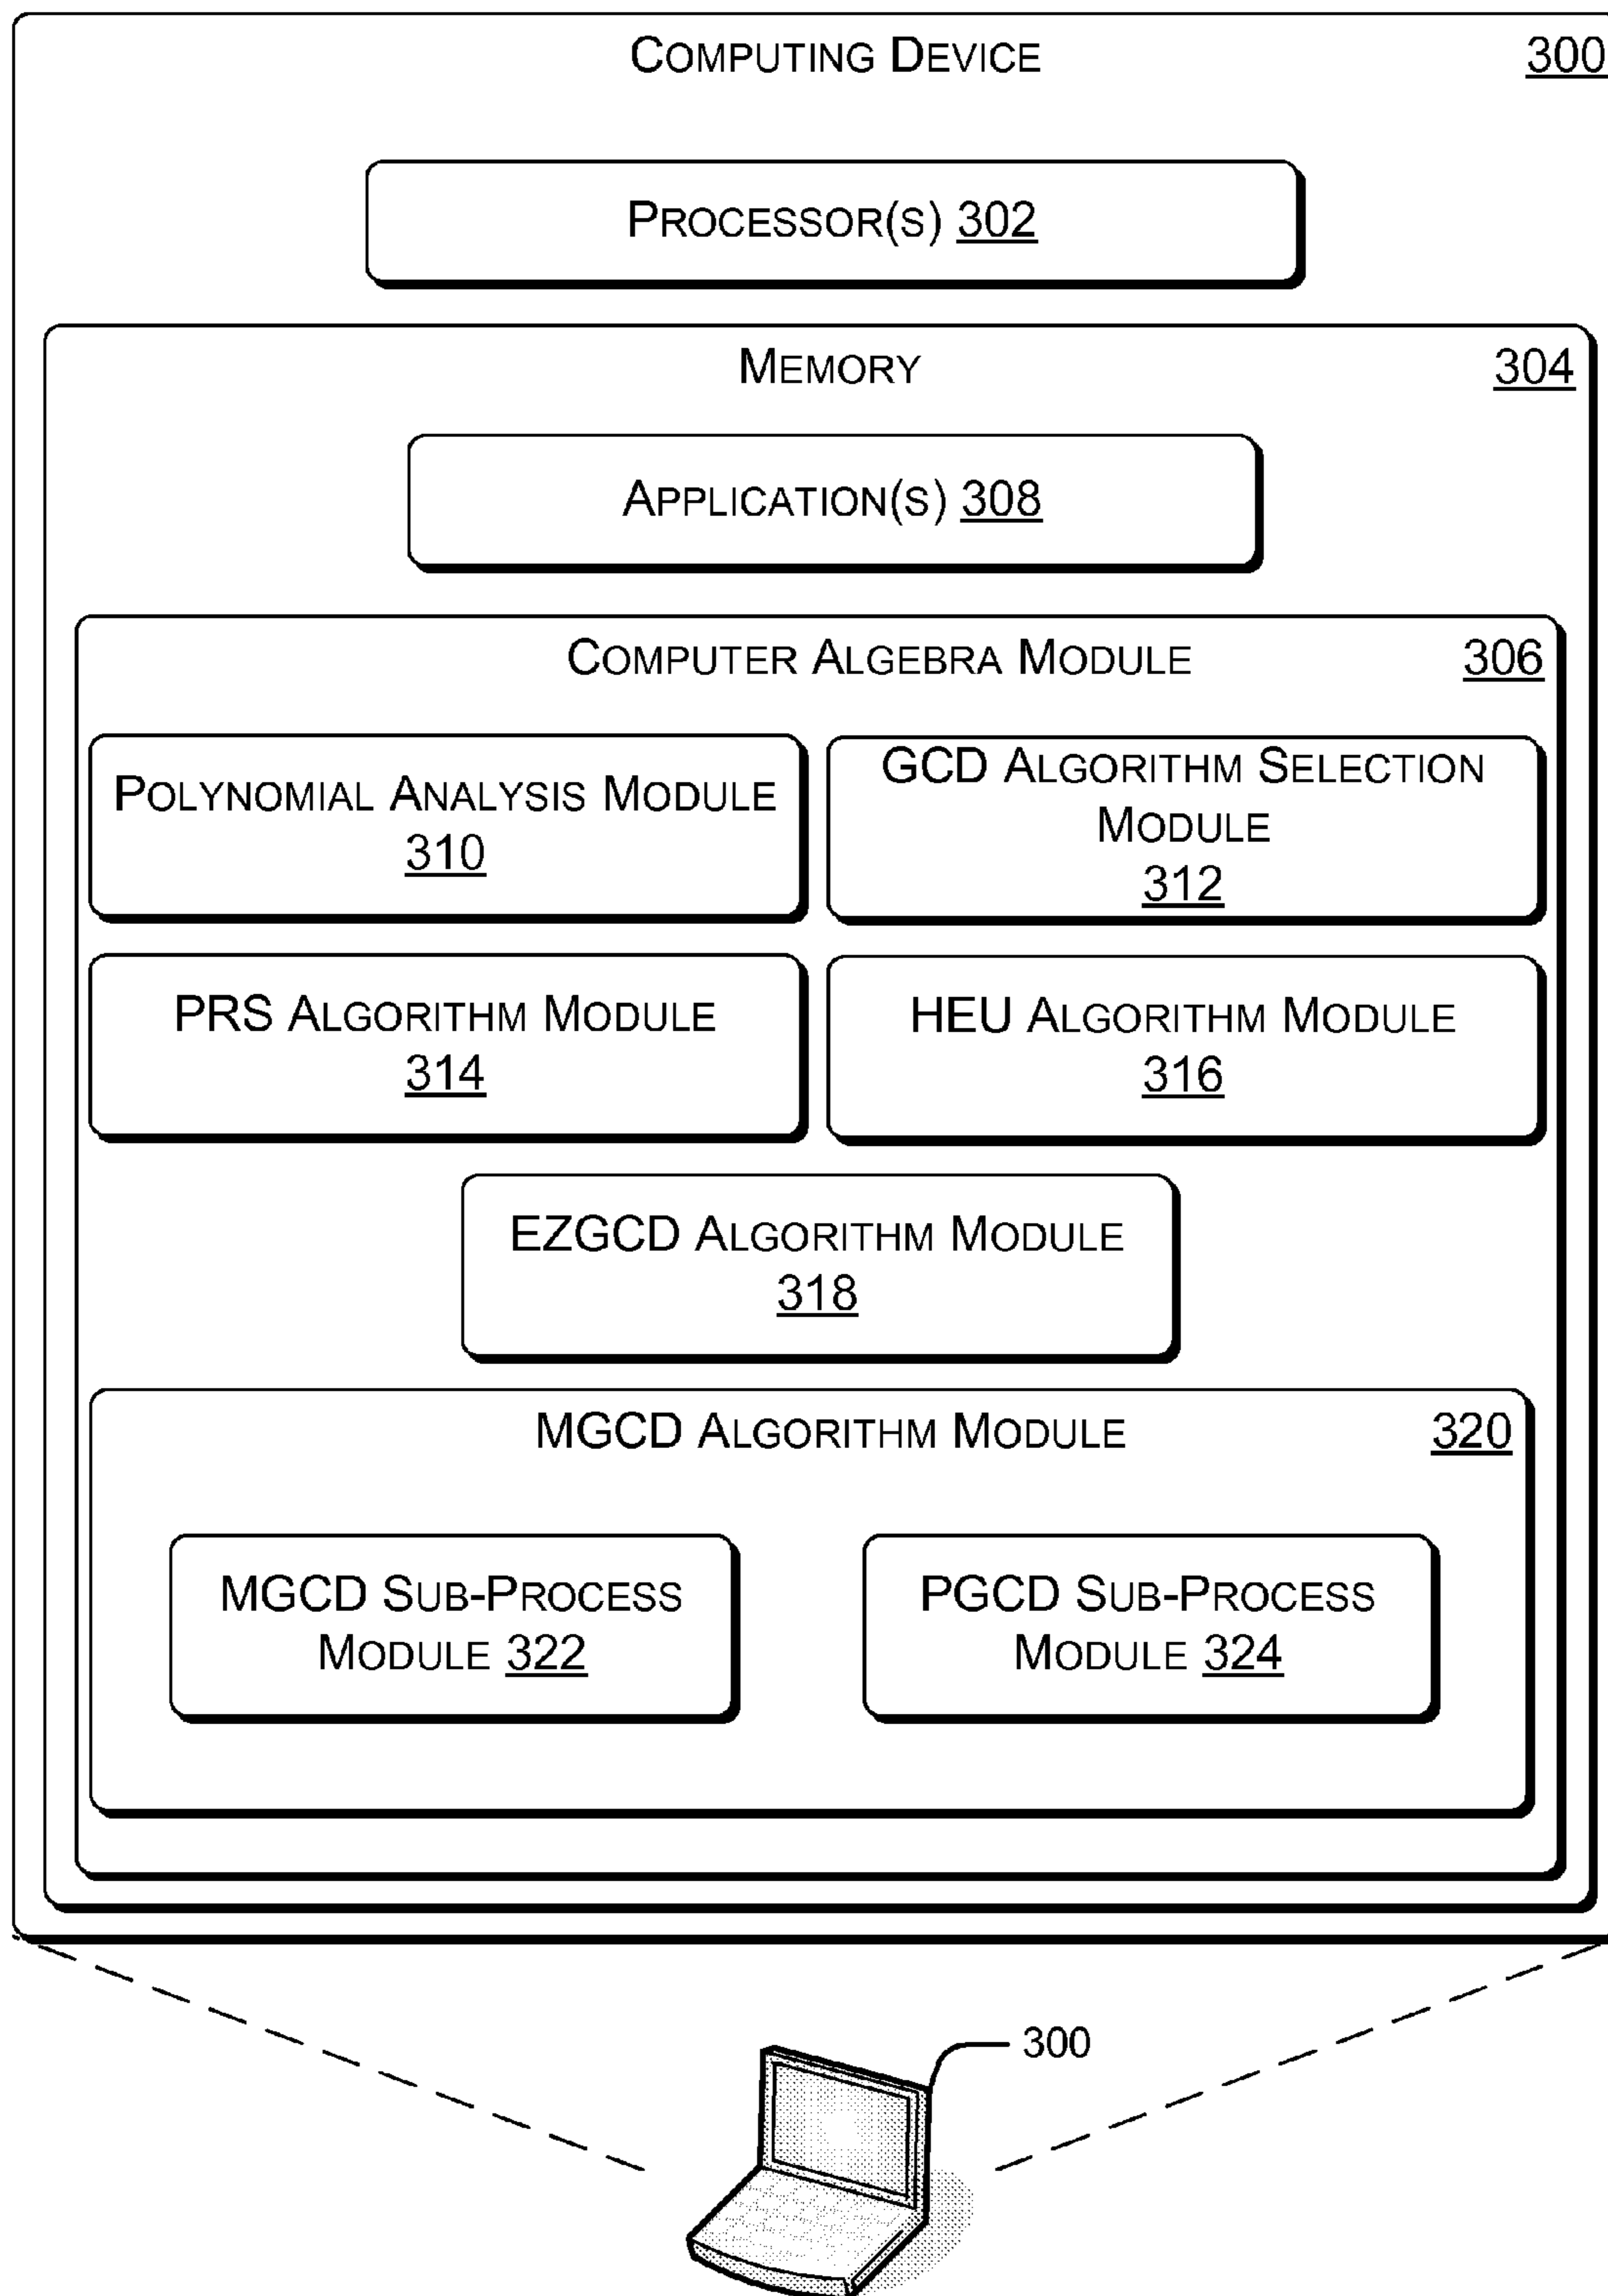 COMPUTING DEVICE 300
PROCESSOR(S) 302
MEMORY 304
APPLICATION(S) 308
COMPUTER ALGEBRA MODULE 306
POLYNOMIAL ANALYSIS MODULE
310
GCD ALGORITHM SELECTION
MODULE
312
PRS ALGORITHM MODULE
314
HEU ALGORITHM MODULE
316
EZGCD ALGORITHM MODULE
318
MGCD ALGORITHM MODULE 320
MGCD SUB-PROCESS
MODULE 322
PGCD SUB-PROCESS
MODULE 324
300